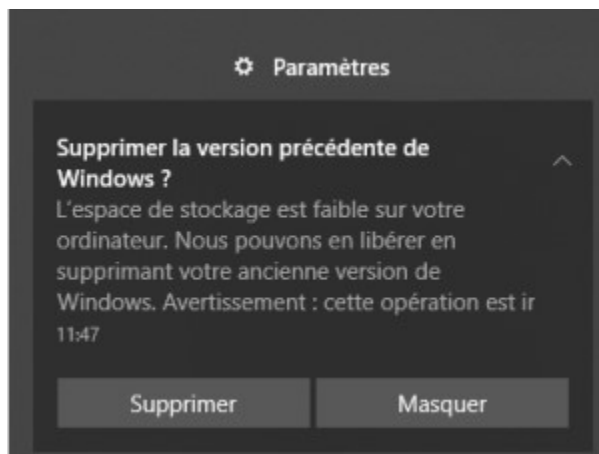 Paramètres
Supprimer la version précédente de
Windows ?
L'espace de stockage est faible sur votre
ordinateur. Nous pouvons en libérer en
supprimant votre ancienne version de
Windows. Avertissement : cette opération est ir
11:47
Supprimer
Masquer